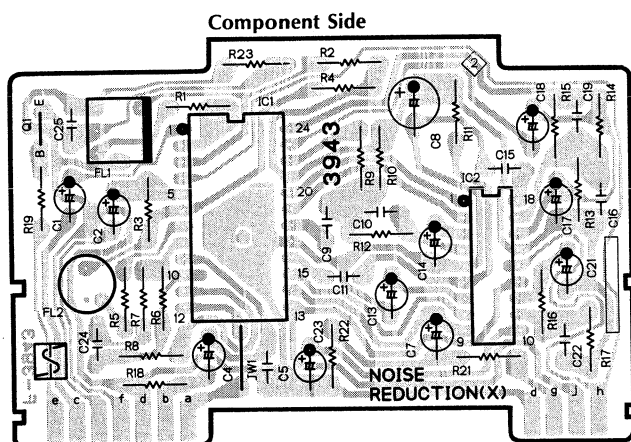 Component Side
R23
R2
R4
R1
IC1
Q1
E
B
C25
FL1
1
24
3943
C8
R11
2
C18
R15
C19
R14
C15
IC2
R9
R10
5
20
18
R19
C1
C2
R3
C9
C10
R12
C14
C17
R13
C16
C21
FL2
10
15
C11
C13
R5
R7
R6
12
13
R16
C24
R8
R18
C4
JW1
C5
C23
R22
C7
9
10
R21
C22
R17
NOISE
REDUCTION(X)
e c f d b a
d g j h